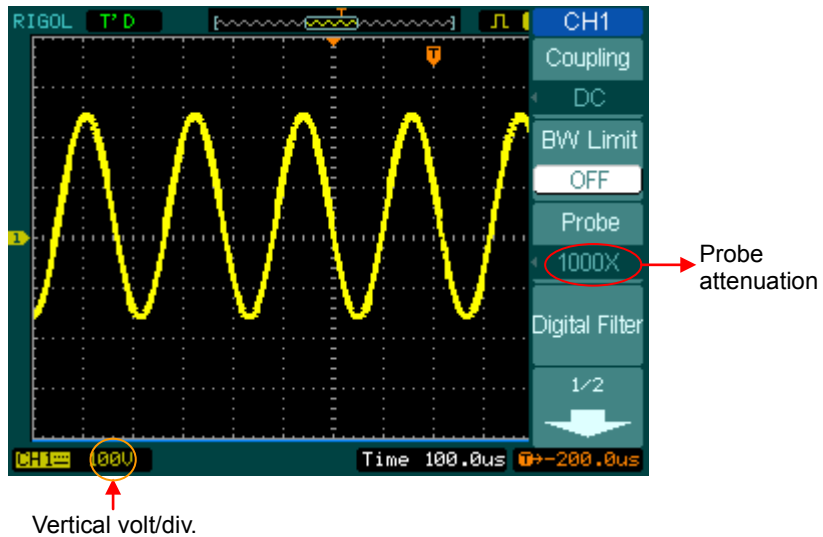 RIGOL T'D T CH1
T
Coupling
DC
BW Limit
OFF
Probe
1000X
Probe
attenuation
1
Digital Filter
1/2
CH1 100V Time 100.0us T→-200.0us
Vertical volt/div.